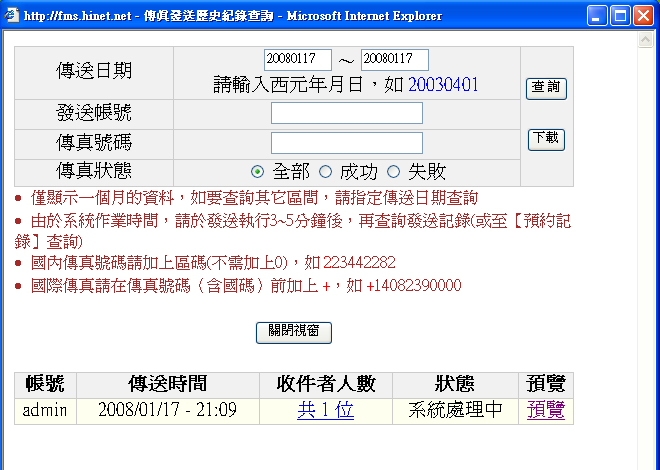 http://fms.hinet.net - 傳真發送歷史紀錄查詢 - Microsoft Internet Explorer
傳送日期 20080117 ～ 20080117
請輸入西元年月日，如 20030401
查詢
發送帳號
傳真號碼
下載
傳真狀態 全部 成功 失敗
• 僅顯示一個月的資料，如要查詢其它區間，請指定傳送日期查詢
• 由於系統作業時間，請於發送執行3~5分鐘後，再查詢發送記錄(或至【預約記
錄】查詢)
• 國內傳真號碼請加上區碼(不需加上0)，如 223442282
• 國際傳真請在傳真號碼（含國碼）前加上 +，如 +14082390000
關閉視窗
帳號 傳送時間 收件者人數 狀態 預覽
admin 2008/01/17 - 21:09 共 1 位 系統處理中 預覽